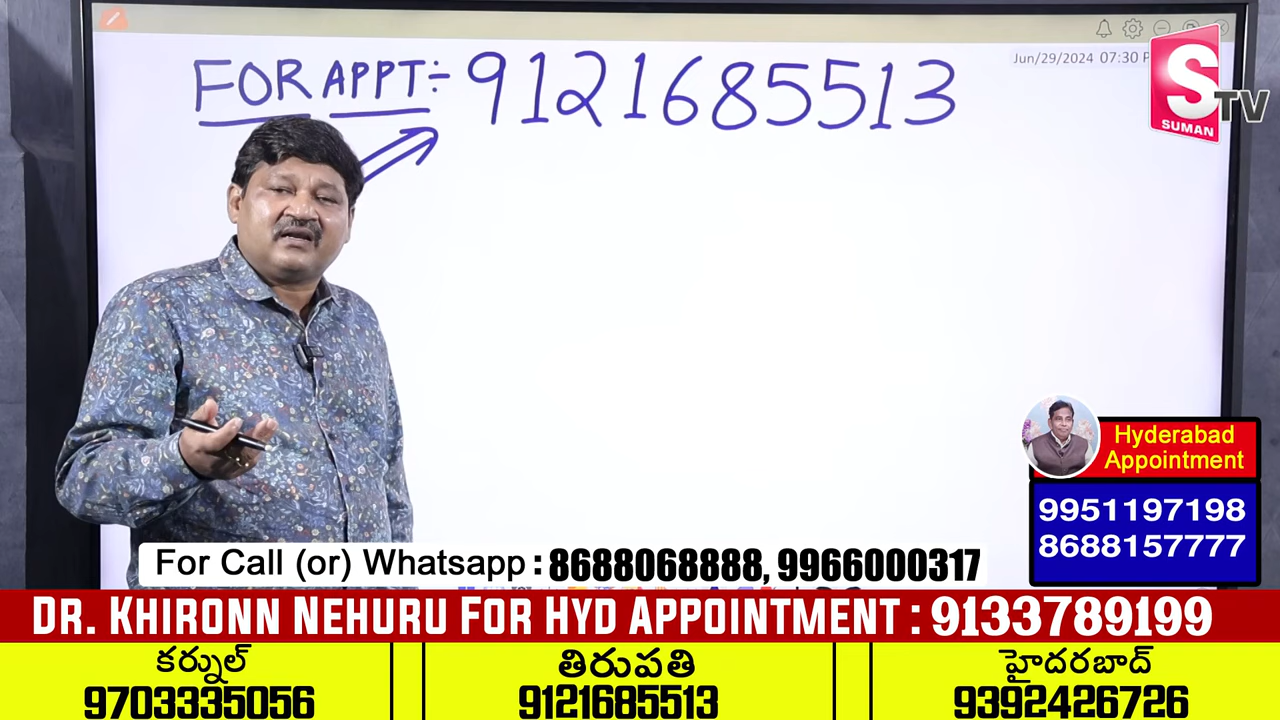 FOR APPT:- 9121685513
Jun/29/2024 07:30 P
S TV
SUMAN
Hyderabad
Appointment
9951197198
8688157777
For Call (or) Whatsapp : 8688068888, 9966000317
DR. KHIRONN NEHURU FOR HYD APPOINTMENT : 9133789199
కర్నుల్ తిరుపతి హైదరాబాద్
9703335056 9121685513 9392426726